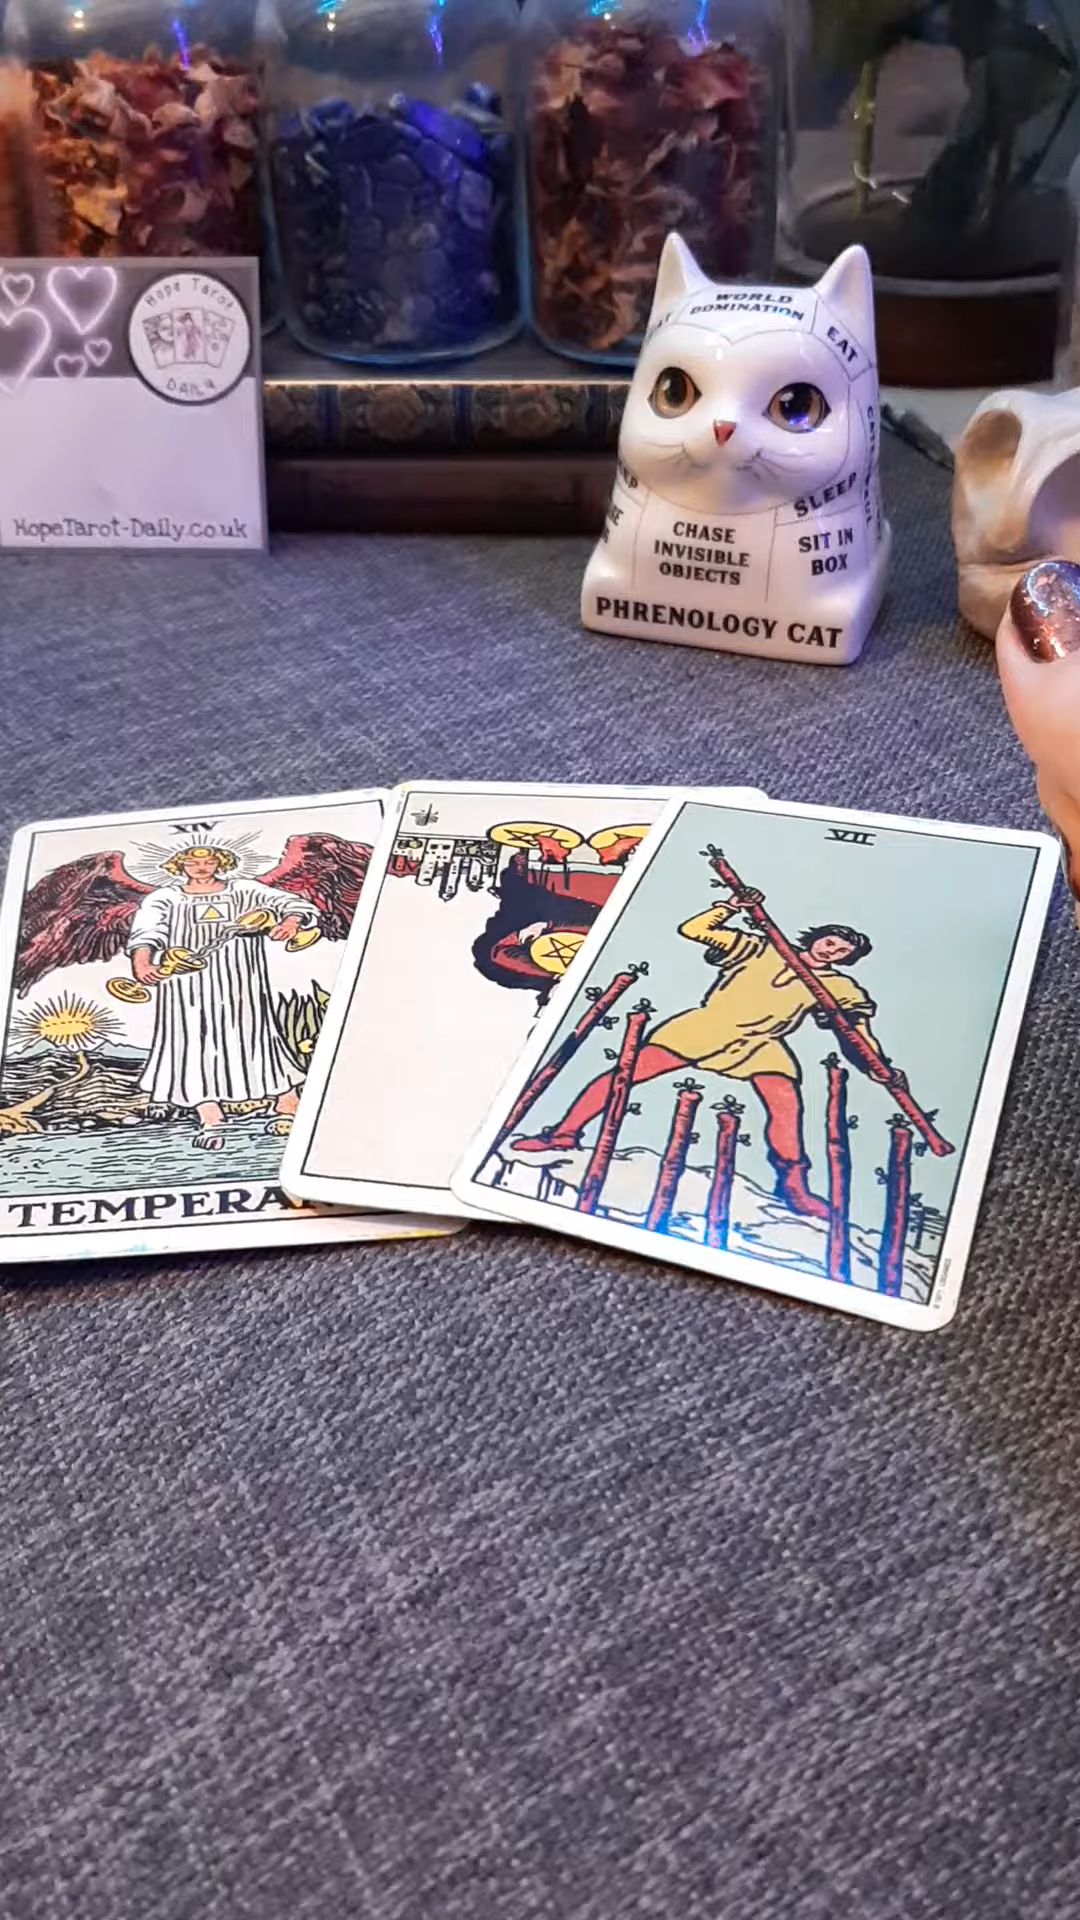 Hope Tarot
DAILY
HopeTarot-Daily.co.uk
WORLD
DOMINATION
EAT
SLEEP
CHASE
INVISIBLE
OBJECTS
SIT IN
BOX
PHRENOLOGY CAT
XIV
TEMPERA
VII